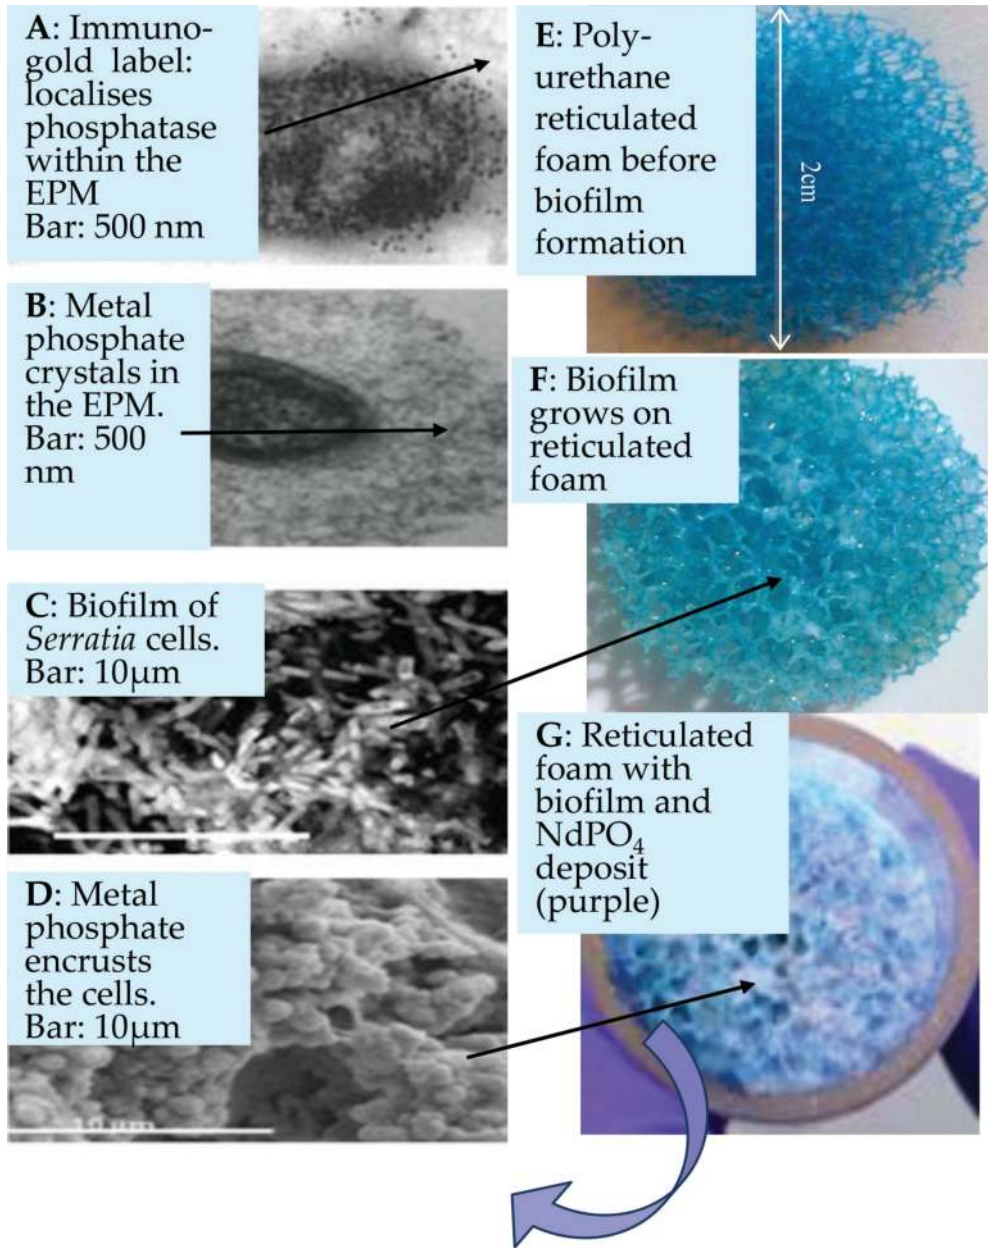 A: Immuno-
gold label:
localises
phosphatase
within the
EPM
Bar: 500 nm
B: Metal
phosphate
crystals in
the EPM.
Bar: 500
nm
C: Biofilm of
Serratia cells.
Bar: 10µm
D: Metal
phosphate
encrusts
the cells.
Bar: 10µm
10 µm
E: Poly-
urethane
reticulated
foam before
biofilm
formation
2cm
F: Biofilm
grows on
reticulated
foam
G: Reticulated
foam with
biofilm and
NdPO₄
deposit
(purple)